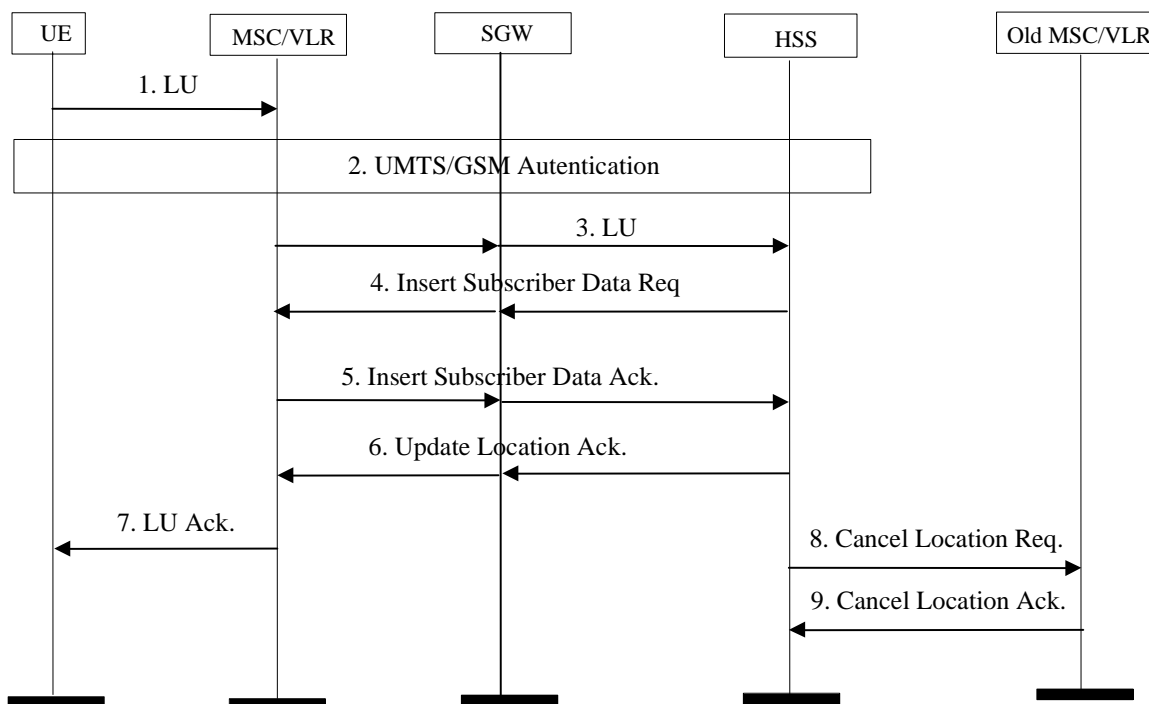 UE
MSC/VLR
SGW
HSS
Old MSC/VLR
1. LU
2. UMTS/GSM Autentication
3. LU
4. Insert Subscriber Data Req
5. Insert Subscriber Data Ack.
6. Update Location Ack.
7. LU Ack.
8. Cancel Location Req.
9. Cancel Location Ack.